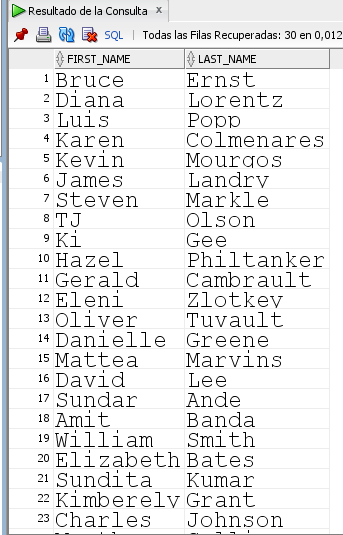 Resultado de la Consulta x
SQL | Todas las Filas Recuperadas: 30 en 0,012
FIRST_NAME LAST_NAME
1 Bruce Ernst
2 Diana Lorentz
3 Luis Popp
4 Karen Colmenares
5 Kevin Mourgos
6 James Landry
7 Steven Markle
8 TJ Olson
9 Ki Gee
10 Hazel Philtanker
11 Gerald Cambrault
12 Eleni Zlotkey
13 Oliver Tuvault
14 Danielle Greene
15 Mattea Marvins
16 David Lee
17 Sundar Ande
18 Amit Banda
19 William Smith
20 Elizabeth Bates
21 Sundita Kumar
22 Kimberely Grant
23 Charles Johnson